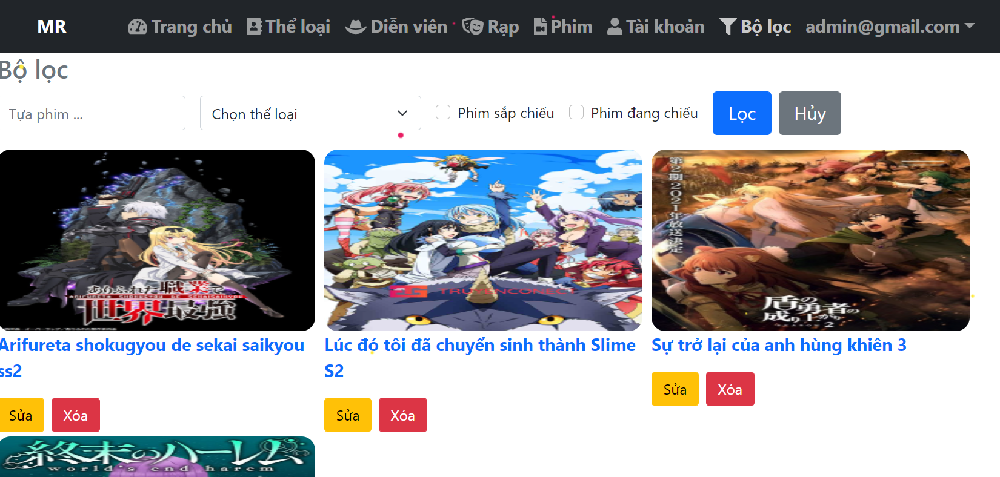 MR Trang chủ Thể loại Diễn viên Rạp Phim Tài khoản Bộ lọc admin@gmail.com
Bộ lọc
Tựa phim ... Chọn thể loại Phim sắp chiếu Phim đang chiếu Lọc Hủy
ありふれた職業で
ARIFURETA SHOKUGYOU DE SEKAISAIKYOU
世界最強
TRUYENCONECT
第2期2021年放送決定
盾の勇者の
成り上がり
SEASON 2
Arifureta shokugyou de sekai saikyou
ss2
Sửa Xóa
Lúc đó tôi đã chuyển sinh thành Slime
S2
Sửa Xóa
Sự trở lại của anh hùng khiên 3
Sửa Xóa
終末のハーレム
world's end harem